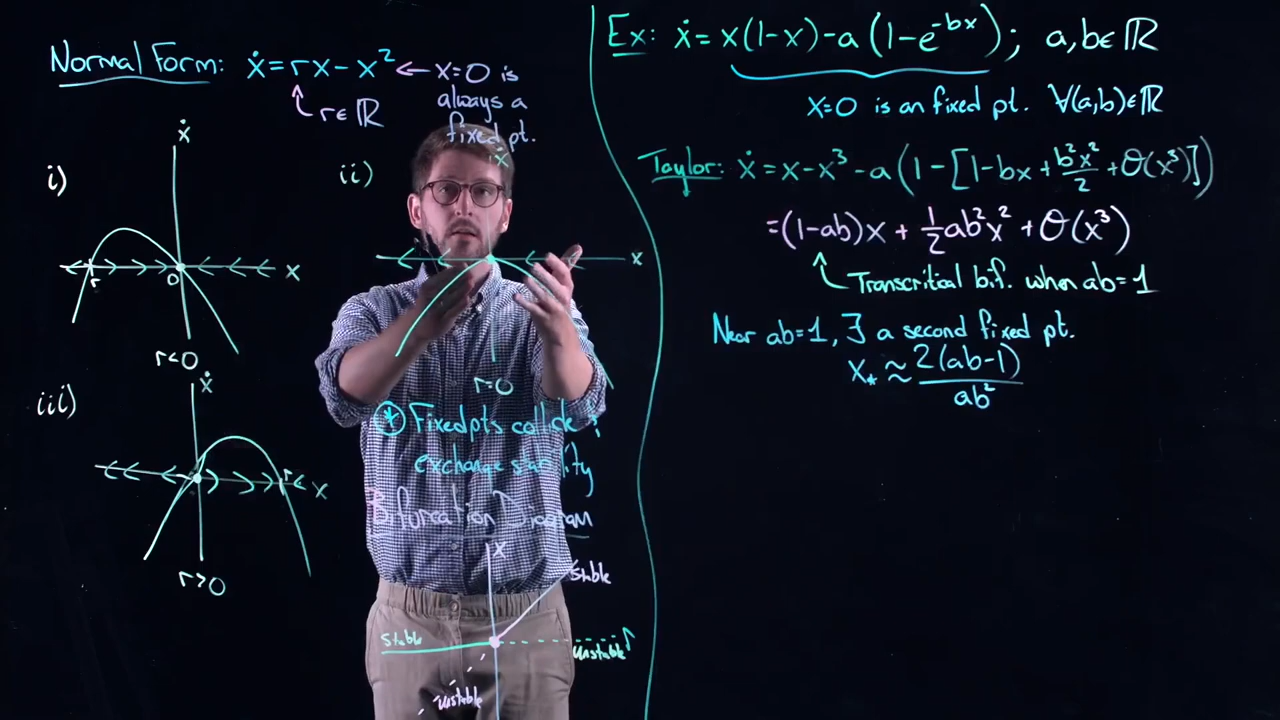 Normal Form: ẋ = rx - x² ← x=0 is
always a
fixed pt.
r∈ℝ
i)
ẋ
r
0
x
r<0
ii)
ẋ
x
r=0
iii)
ẋ
r
x
r>0
(*) Fixed pts collide &
exchange stability
Bifurcation Diagram
x
stable
stable
r
unstable
unstable
Ex: ẋ = x(1-x) - a(1-e^{-bx}); a,b∈ℝ
x=0 is an fixed pt. ∀(a,b)∈ℝ
Taylor: ẋ = x - x³ - a(1-[1-bx+b²x²/2+O(x³)])
=(1-ab)x + ½ab²x² + O(x³)
Transcritical bif. when ab=1
Near ab=1, ∃ a second fixed pt.
x_* ≈ 2(ab-1)/ab²